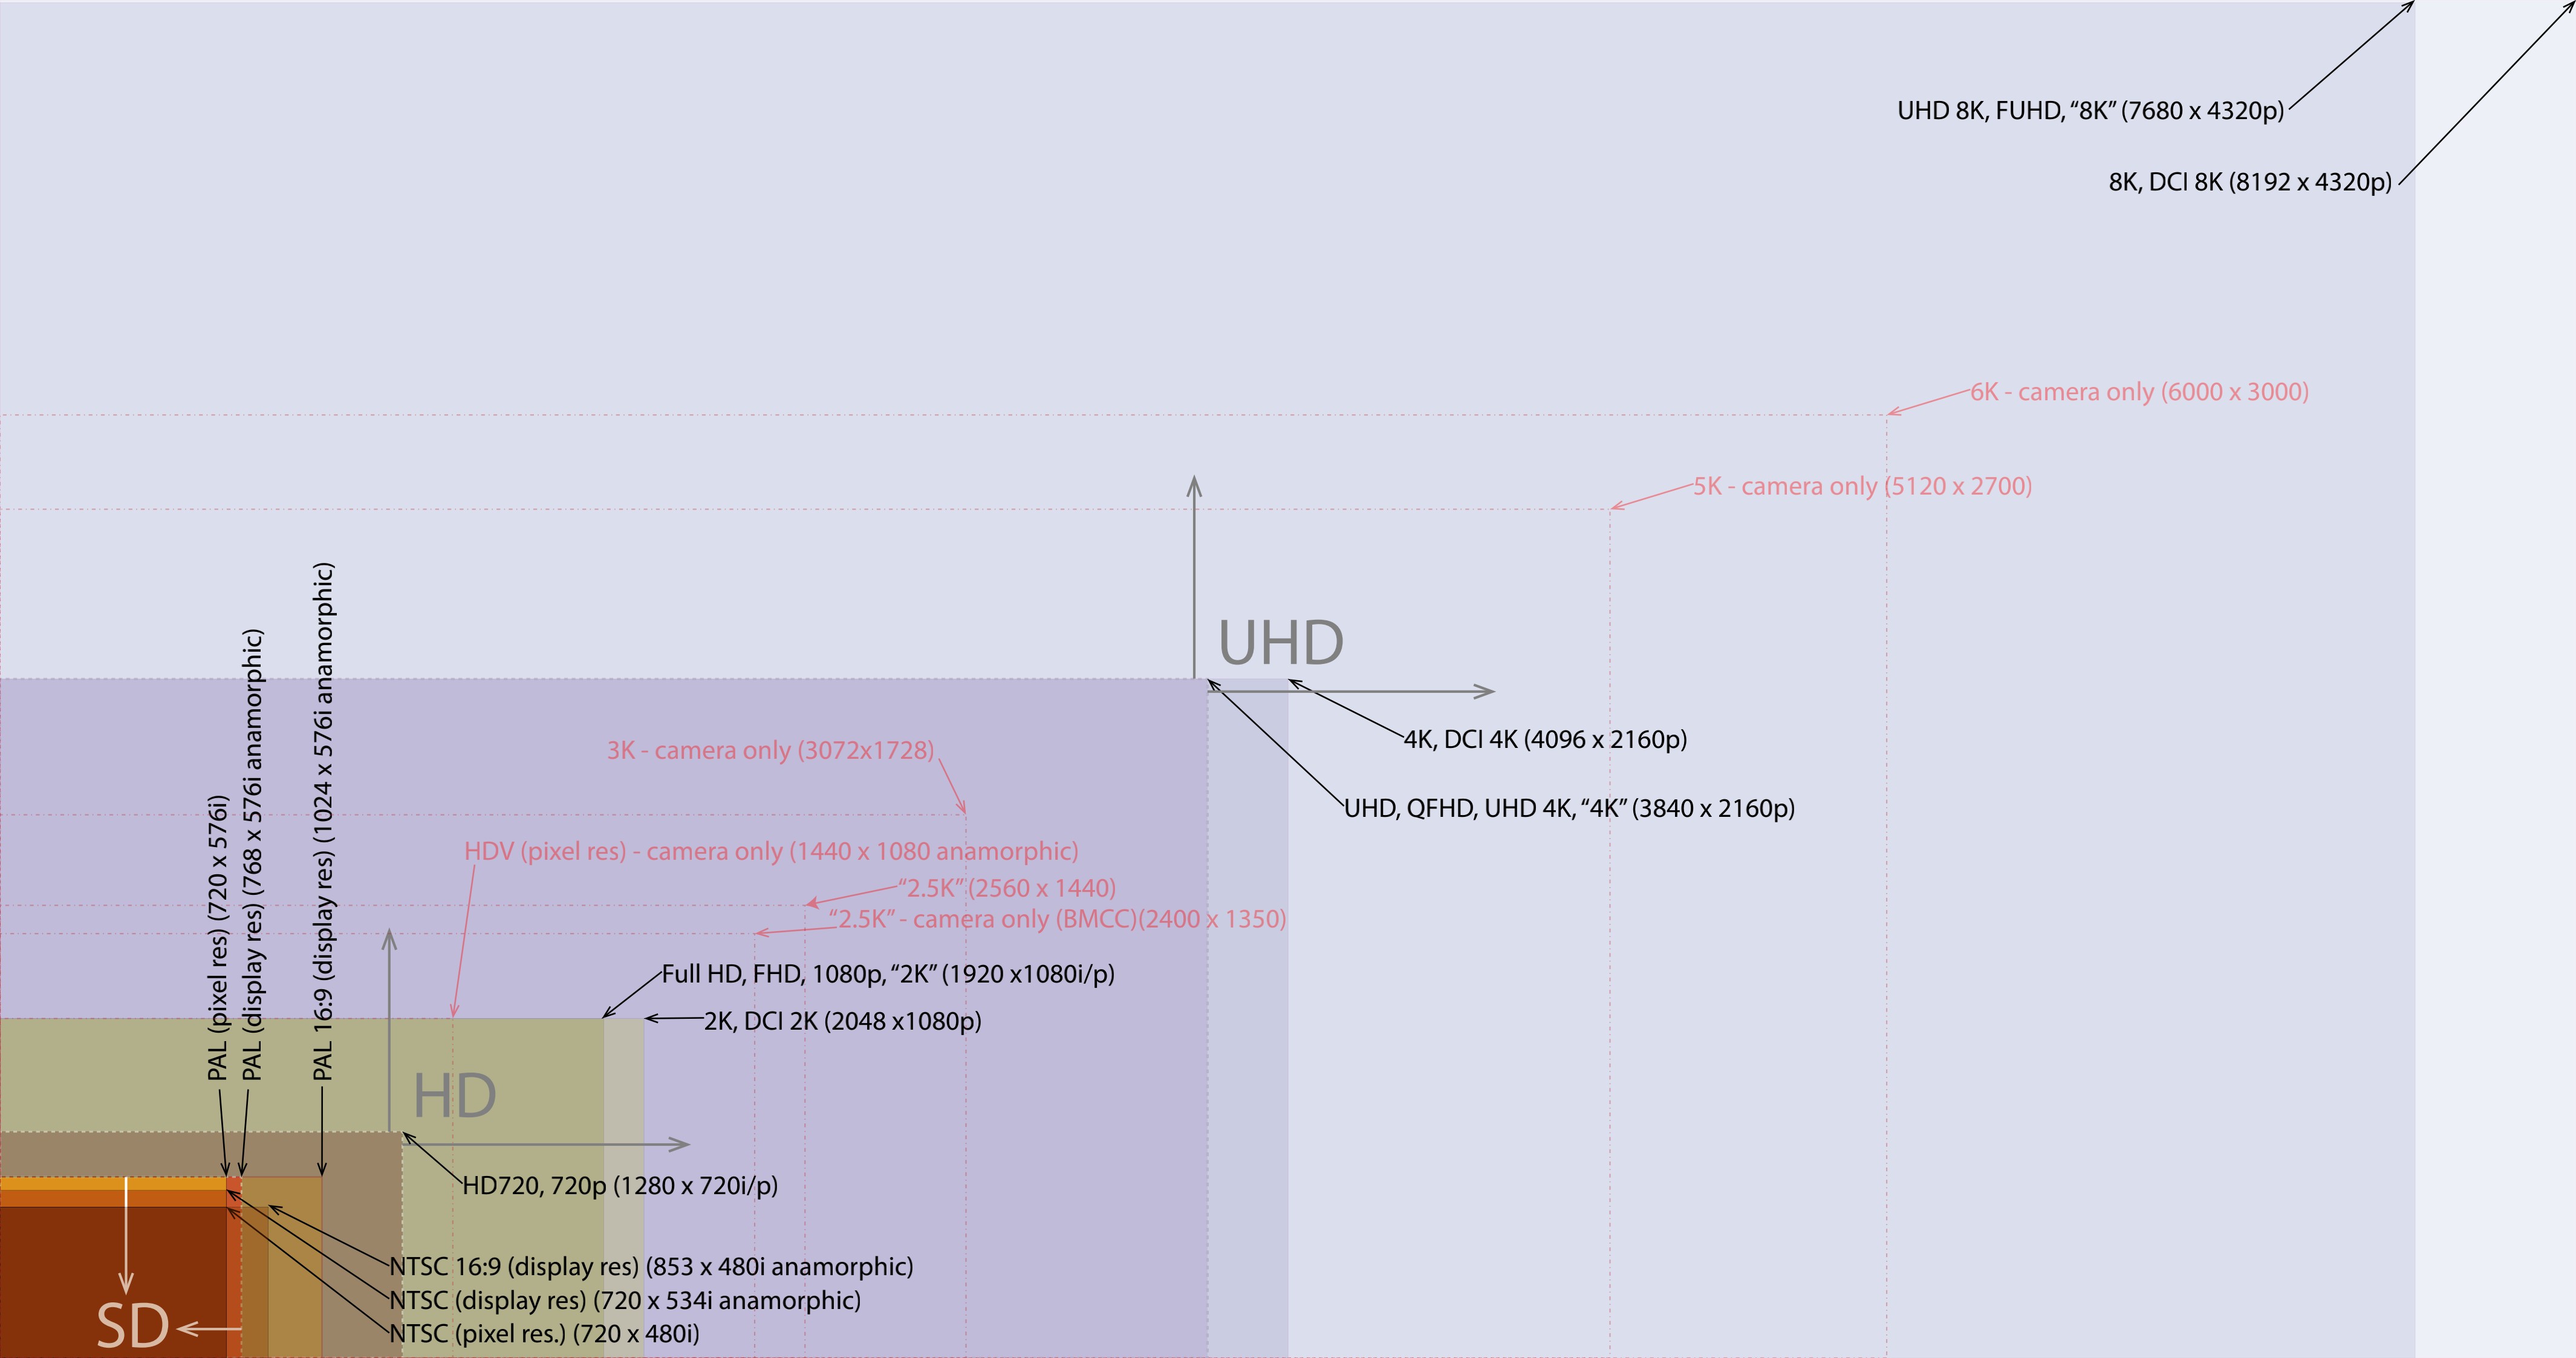 UHD 8K, FUHD, “8K” (7680 x 4320p)
8K, DCI 8K (8192 x 4320p)
6K - camera only (6000 x 3000)
5K - camera only (5120 x 2700)
UHD
4K, DCI 4K (4096 x 2160p)
UHD, QFHD, UHD 4K, “4K” (3840 x 2160p)
3K - camera only (3072x1728)
HDV (pixel res) - camera only (1440 x 1080 anamorphic)
“2.5K” (2560 x 1440)
“2.5K” - camera only (BMCC)(2400 x 1350)
Full HD, FHD, 1080p, “2K” (1920 x1080i/p)
2K, DCI 2K (2048 x1080p)
PAL (pixel res) (720 x 576i)
PAL (display res) (768 x 576i anamorphic)
PAL 16:9 (display res) (1024 x 576i anamorphic)
HD
HD720, 720p (1280 x 720i/p)
NTSC 16:9 (display res) (853 x 480i anamorphic)
NTSC (display res) (720 x 534i anamorphic)
NTSC (pixel res.) (720 x 480i)
SD